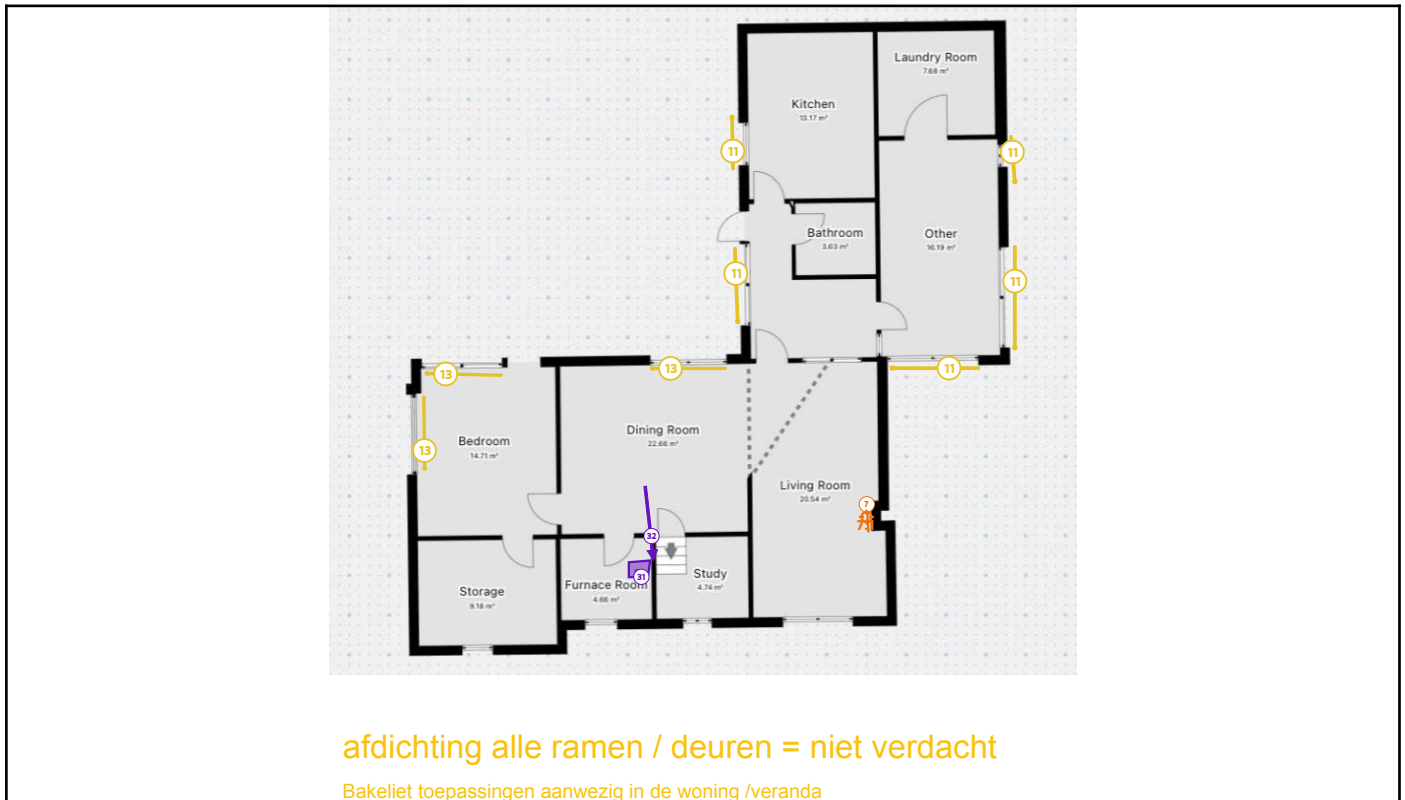 Laundry Room
7.68 m²
Kitchen
13.17 m²
11
11
Bathroom
3.63 m²
Other
16.19 m²
11
11
13
13
11
Dining Room
22.66 m²
Bedroom
14.71 m²
13
Living Room
20.54 m²
7
32
31
Furnace Room
4.66 m²
Study
4.74 m²
Storage
9.18 m²
afdichting alle ramen / deuren = niet verdacht
Bakeliet toepassingen aanwezig in de woning /veranda